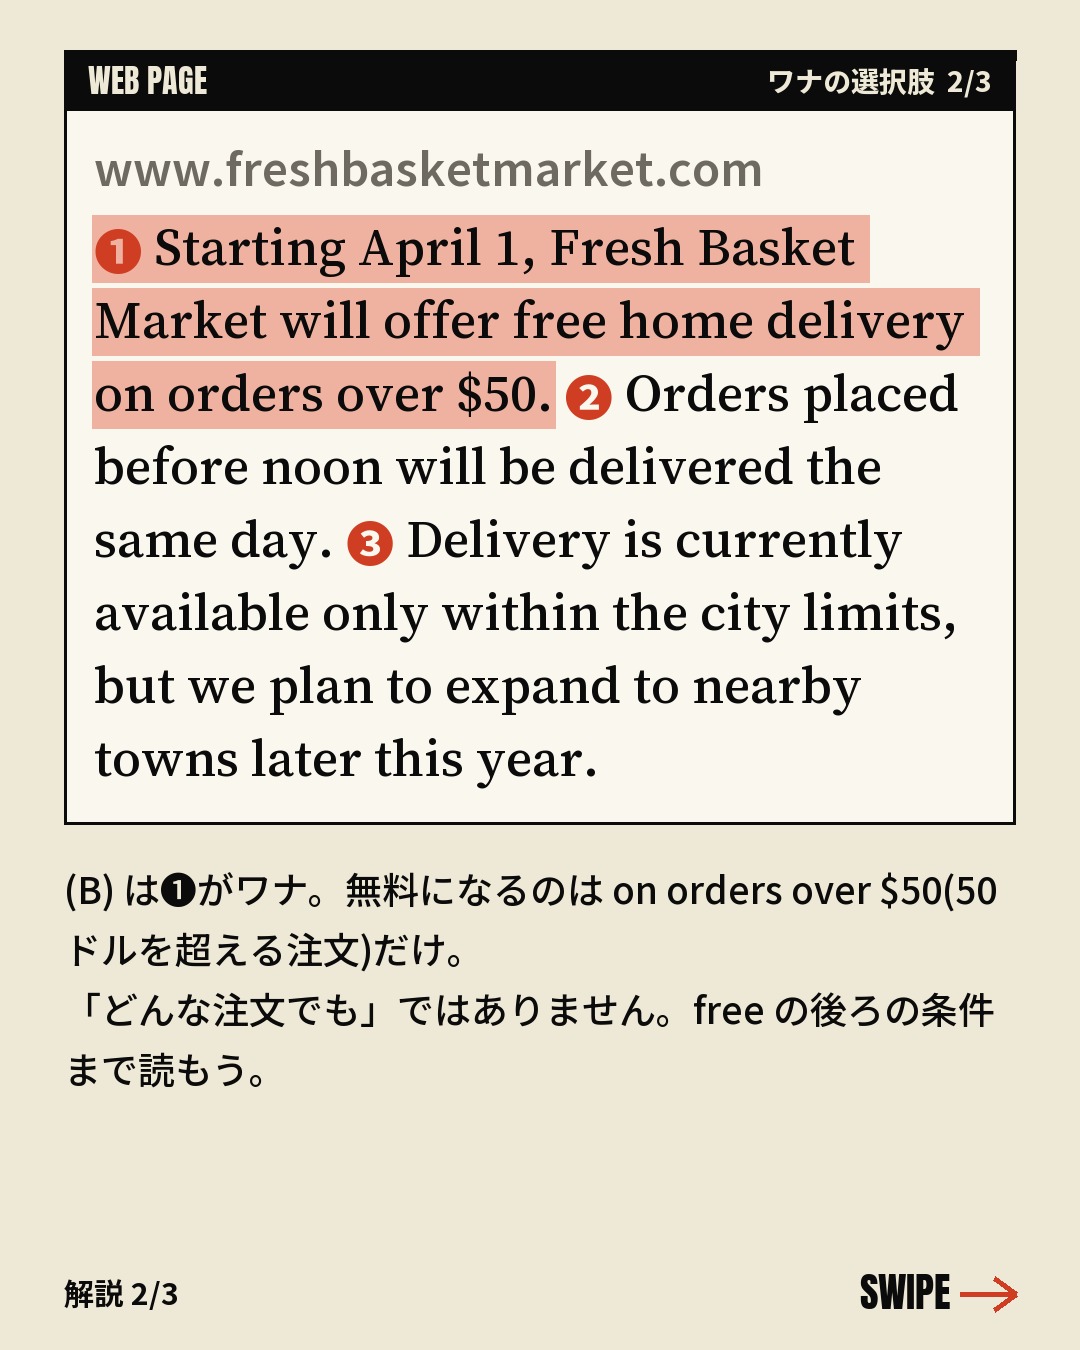 WEB PAGE
ワナの選択肢 2/3
www.freshbasketmarket.com
❶ Starting April 1, Fresh Basket
Market will offer free home delivery
on orders over $50. ❷ Orders placed
before noon will be delivered the
same day. ❸ Delivery is currently
available only within the city limits,
but we plan to expand to nearby
towns later this year.
(B) は❶がワナ。無料になるのは on orders over $50(50
ドルを超える注文)だけ。
「どんな注文でも」ではありません。free の後ろの条件
まで読もう。
解説 2/3
SWIPE